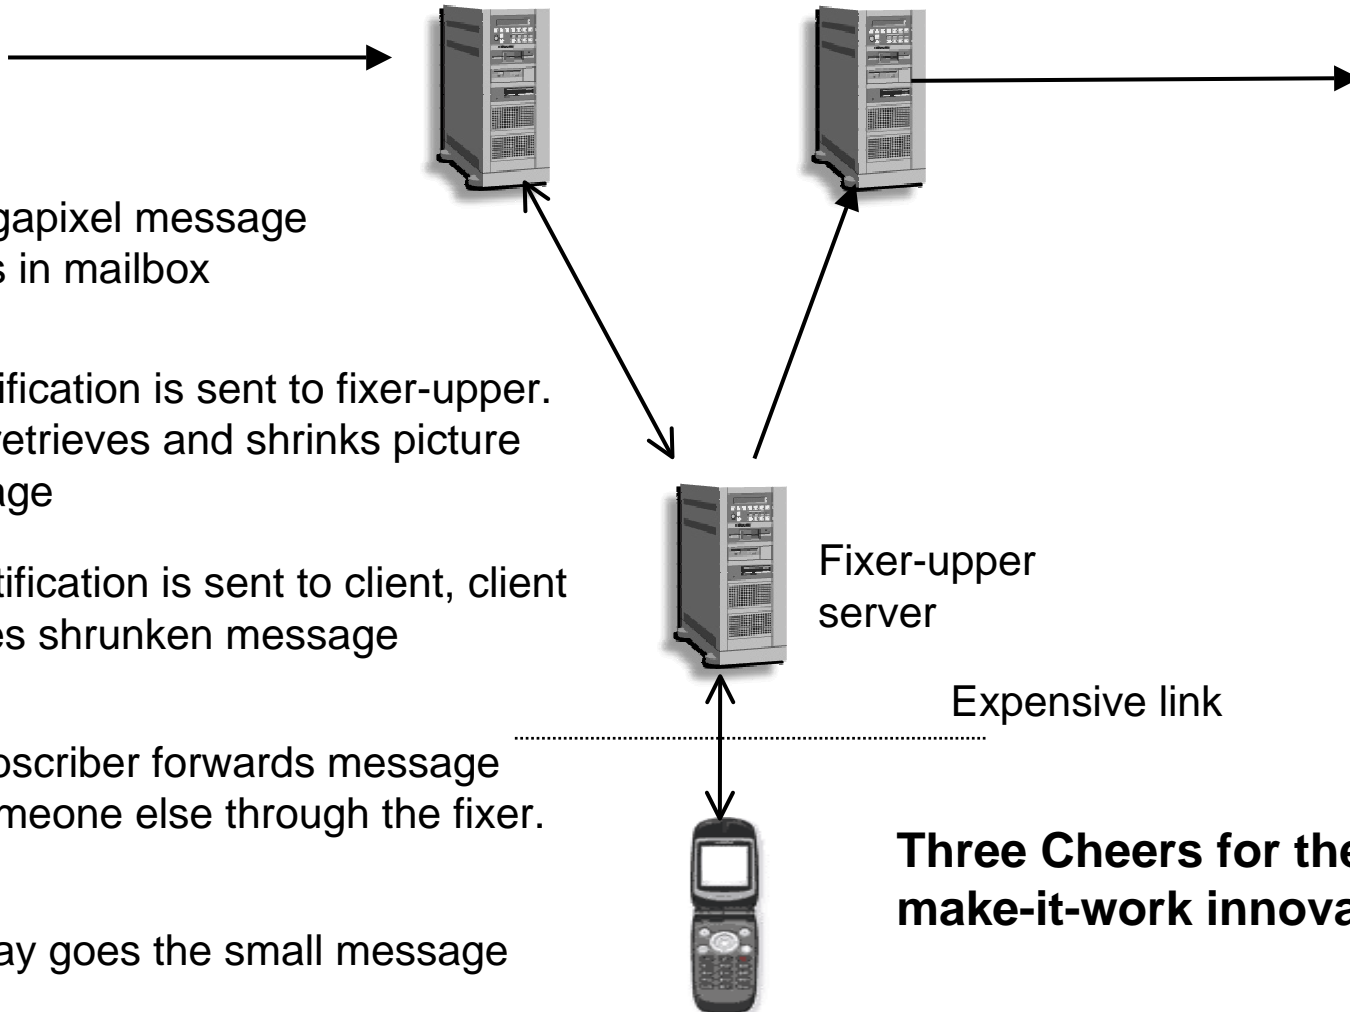 gapixel message
s in mailbox
ification is sent to fixer-upper.
retrieves and shrinks picture
age
tification is sent to client, client
es shrunken message
Fixer-upper
server
Expensive link
oscriber forwards message
meone else through the fixer.
Three Cheers for the
make-it-work innova
ay goes the small message